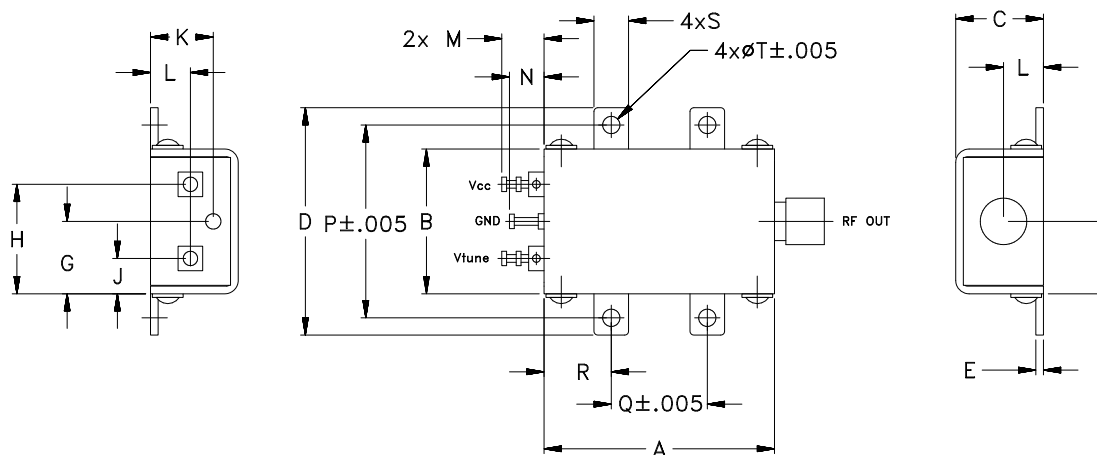 K
L
H
G
J
2x M
N
4xS
4xøT±.005
D
P±.005
B
Vcc
GND
Vtune
RF OUT
R
Q±.005
A
C
L
E